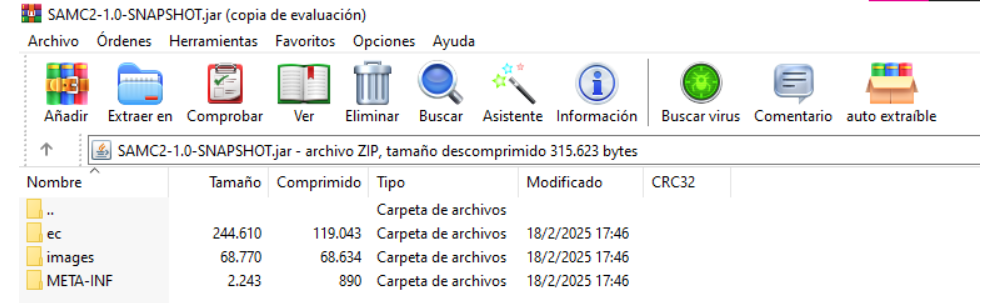 SAMC2-1.0-SNAPSHOT.jar (copia de evaluación)
Archivo Órdenes Herramientas Favoritos Opciones Ayuda
Añadir Extraer en Comprobar Ver Eliminar Buscar Asistente Información Buscar virus Comentario auto extraíble
SAMC2-1.0-SNAPSHOT.jar - archivo ZIP, tamaño descomprimido 315.623 bytes
Nombre Tamaño Comprimido Tipo Modificado CRC32
.. Carpeta de archivos
ec 244.610 119.043 Carpeta de archivos 18/2/2025 17:46
images 68.770 68.634 Carpeta de archivos 18/2/2025 17:46
META-INF 2.243 890 Carpeta de archivos 18/2/2025 17:46